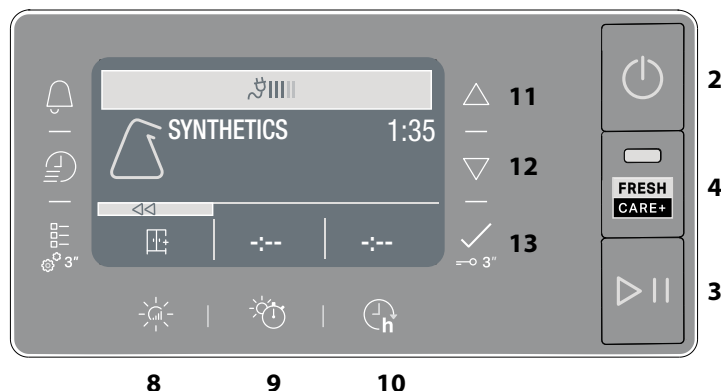 2
11
SYNTHETICS 1:35
12
FRESH
CARE+
4
-:-- -:--
3" 3"
13
3
h
8 9 10